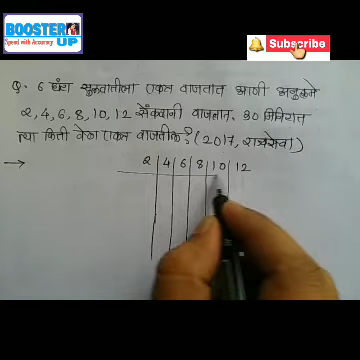 BOOSTER
UP
Speed with Accuracy
Subscribe
Q. 6 घंटा सुरुवातीला एकत्र वाजतात आणि अनुक्रमे
2, 4, 6, 8, 10, 12 सेकंदांनी वाजतात. 30 मिनिटात
त्या किती वेळा एकत्र वाजतील? (2017, राज्यसेवा)
→ 2 | 4 | 6 | 8 | 10 | 12